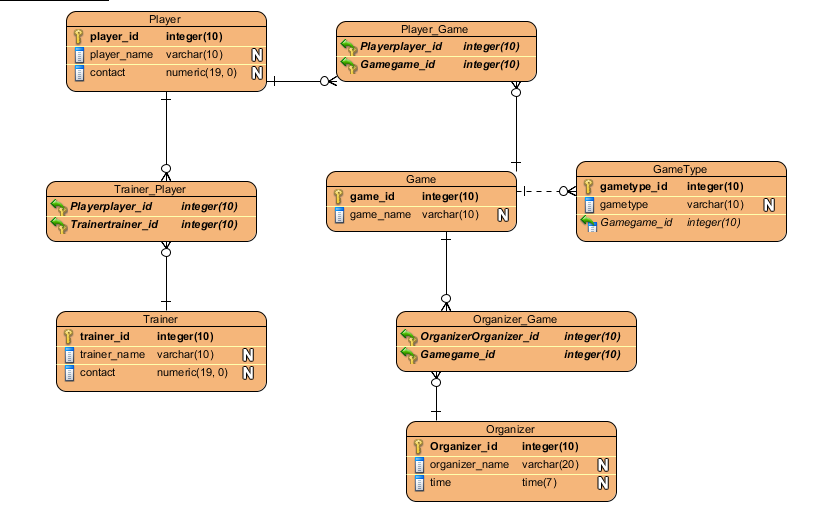 Player
player_id integer(10)
player_name varchar(10) N
contact numeric(19, 0) N
Player_Game
Playerplayer_id integer(10)
Gamegame_id integer(10)
Trainer_Player
Playerplayer_id integer(10)
Trainertrainer_id integer(10)
Game
game_id integer(10)
game_name varchar(10) N
GameType
gametype_id integer(10)
gametype varchar(10) N
Gamegame_id integer(10)
Trainer
trainer_id integer(10)
trainer_name varchar(10) N
contact numeric(19, 0) N
Organizer_Game
OrganizerOrganizer_id integer(10)
Gamegame_id integer(10)
Organizer
Organizer_id integer(10)
organizer_name varchar(20) N
time time(7) N